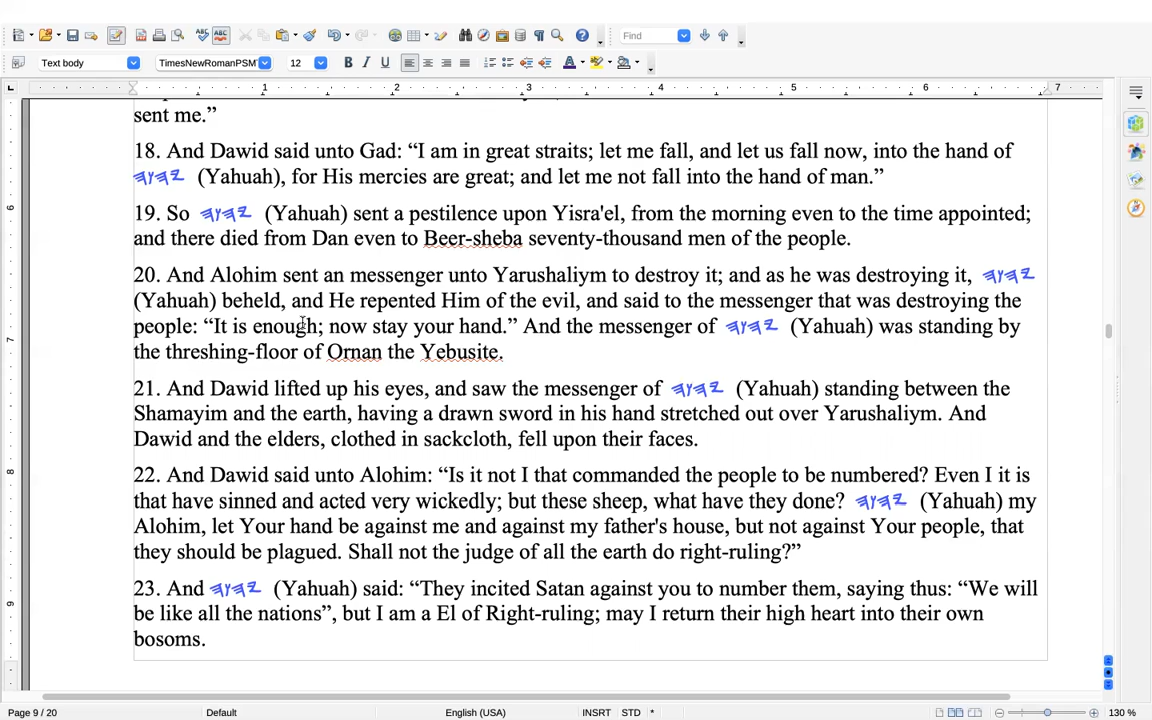 Find
Text body
TimesNewRomanPSMT
12
1 2 3 4 5 6 7
sent me.”
18. And Dawid said unto Gad: “I am in great straits; let me fall, and let us fall now, into the hand of
𐤉𐤄𐤅𐤄 (Yahuah), for His mercies are great; and let me not fall into the hand of man.”
19. So 𐤉𐤄𐤅𐤄 (Yahuah) sent a pestilence upon Yisra'el, from the morning even to the time appointed;
and there died from Dan even to Beer-sheba seventy-thousand men of the people.
20. And Alohim sent an messenger unto Yarushaliym to destroy it; and as he was destroying it, 𐤉𐤄𐤅𐤄
(Yahuah) beheld, and He repented Him of the evil, and said to the messenger that was destroying the
people: “It is enough; now stay your hand.” And the messenger of 𐤉𐤄𐤅𐤄 (Yahuah) was standing by
the threshing-floor of Ornan the Yebusite.
21. And Dawid lifted up his eyes, and saw the messenger of 𐤉𐤄𐤅𐤄 (Yahuah) standing between the
Shamayim and the earth, having a drawn sword in his hand stretched out over Yarushaliym. And
Dawid and the elders, clothed in sackcloth, fell upon their faces.
22. And Dawid said unto Alohim: “Is it not I that commanded the people to be numbered? Even I it is
that have sinned and acted very wickedly; but these sheep, what have they done? 𐤉𐤄𐤅𐤄 (Yahuah) my
Alohim, let Your hand be against me and against my father's house, but not against Your people, that
they should be plagued. Shall not the judge of all the earth do right-ruling?”
23. And 𐤉𐤄𐤅𐤄 (Yahuah) said: “They incited Satan against you to number them, saying thus: “We will
be like all the nations”, but I am a El of Right-ruling; may I return their high heart into their own
bosoms.
6
7
8
9
Page 9 / 20
Default
English (USA)
INSRT
STD
*
130 %